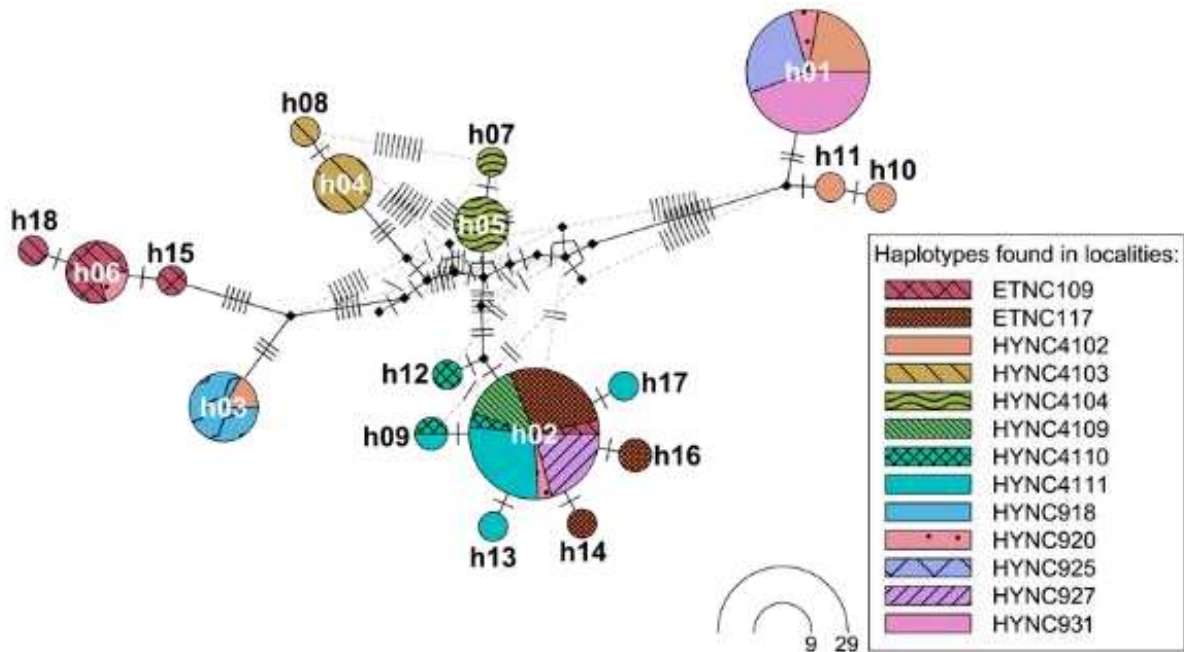 h01
h08
h07
h11
h10
h04
h05
h18
h06
h15
h12
h17
h03
h09
h02
h16
h13
h14
9 29
Haplotypes found in localities:
ETNC109
ETNC117
HYNC4102
HYNC4103
HYNC4104
HYNC4109
HYNC4110
HYNC4111
HYNC918
HYNC920
HYNC925
HYNC927
HYNC931